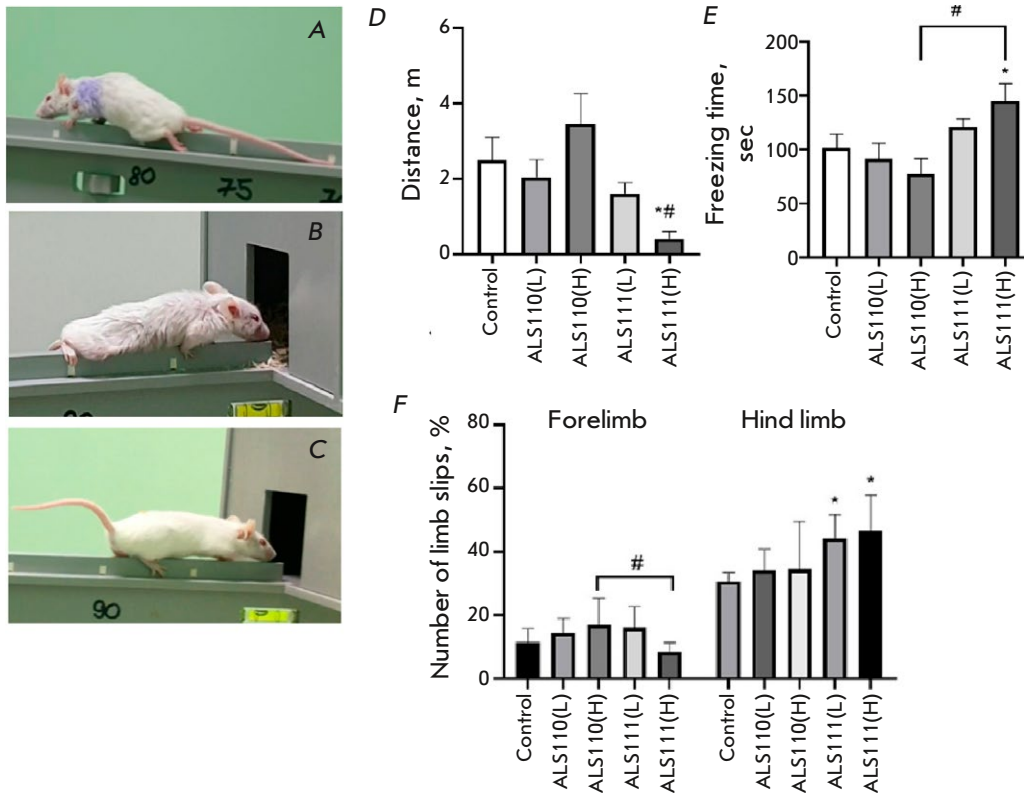 A
80
75
B
C
90
D
6
4
2
0
Distance, m
*#
Control
ALS110(L)
ALS110(H)
ALS111(L)
ALS111(H)
E
#
*
200
150
100
50
0
Freezing time,
sec
Control
ALS110(L)
ALS110(H)
ALS111(L)
ALS111(H)
F
Forelimb
Hind limb
80
60
40
20
0
Number of limb slips, %
#
*
*
Control
ALS110(L)
ALS110(H)
ALS111(L)
ALS111(H)
Control
ALS110(L)
ALS110(H)
ALS111(L)
ALS111(H)